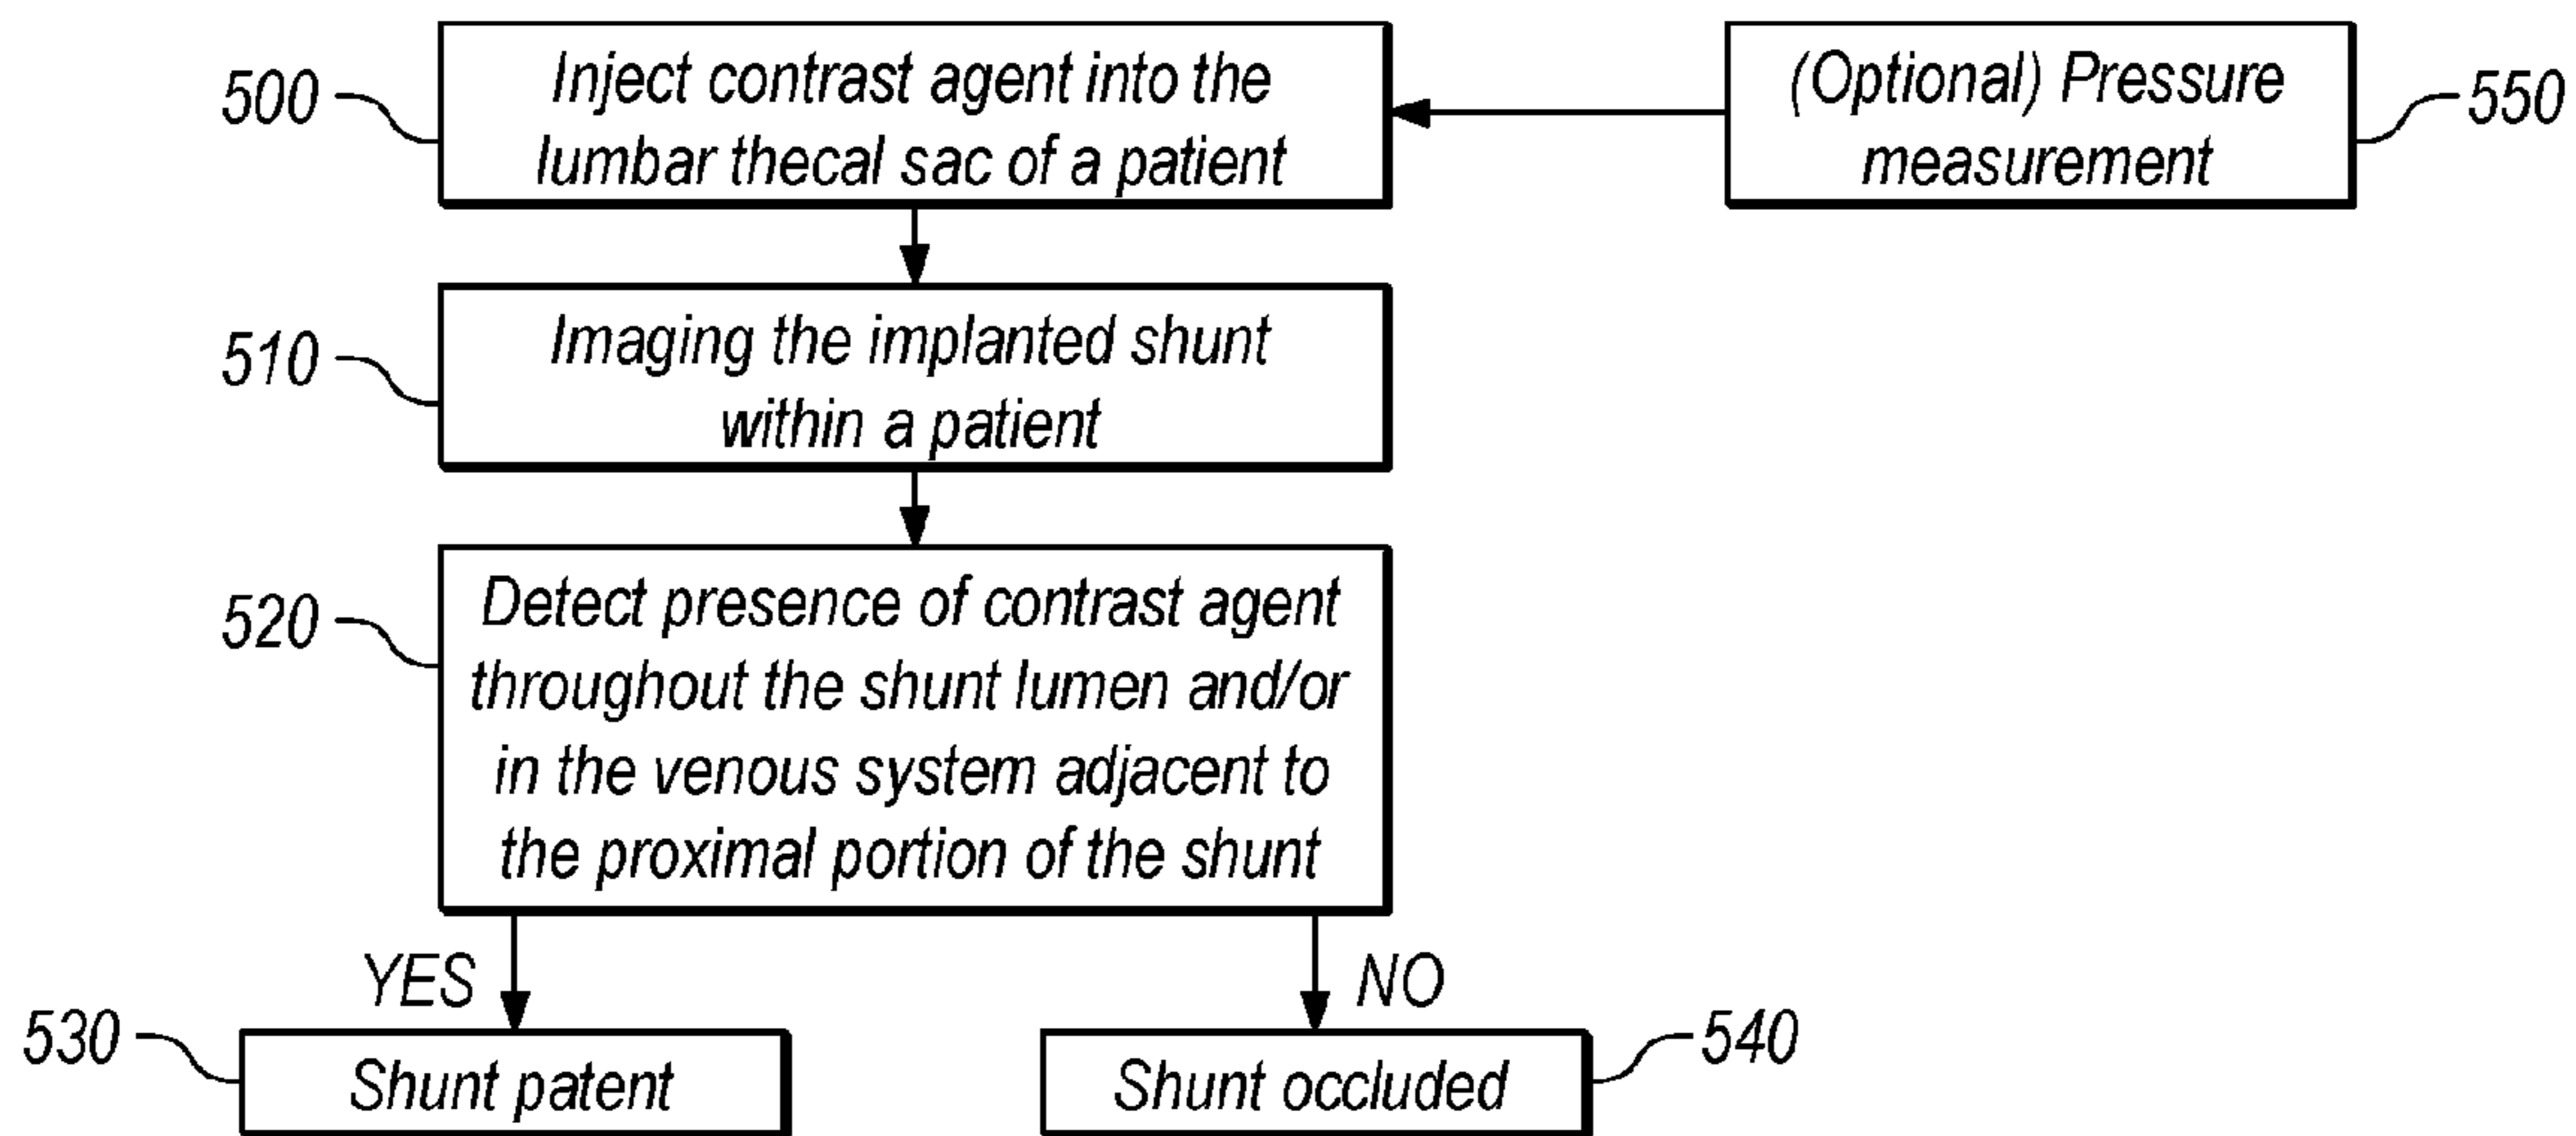 500
Inject contrast agent into the
lumbar thecal sac of a patient
(Optional) Pressure
measurement
550
510
Imaging the implanted shunt
within a patient
520
Detect presence of contrast agent
throughout the shunt lumen and/or
in the venous system adjacent to
the proximal portion of the shunt
YES
NO
530
Shunt patent
Shunt occluded
540